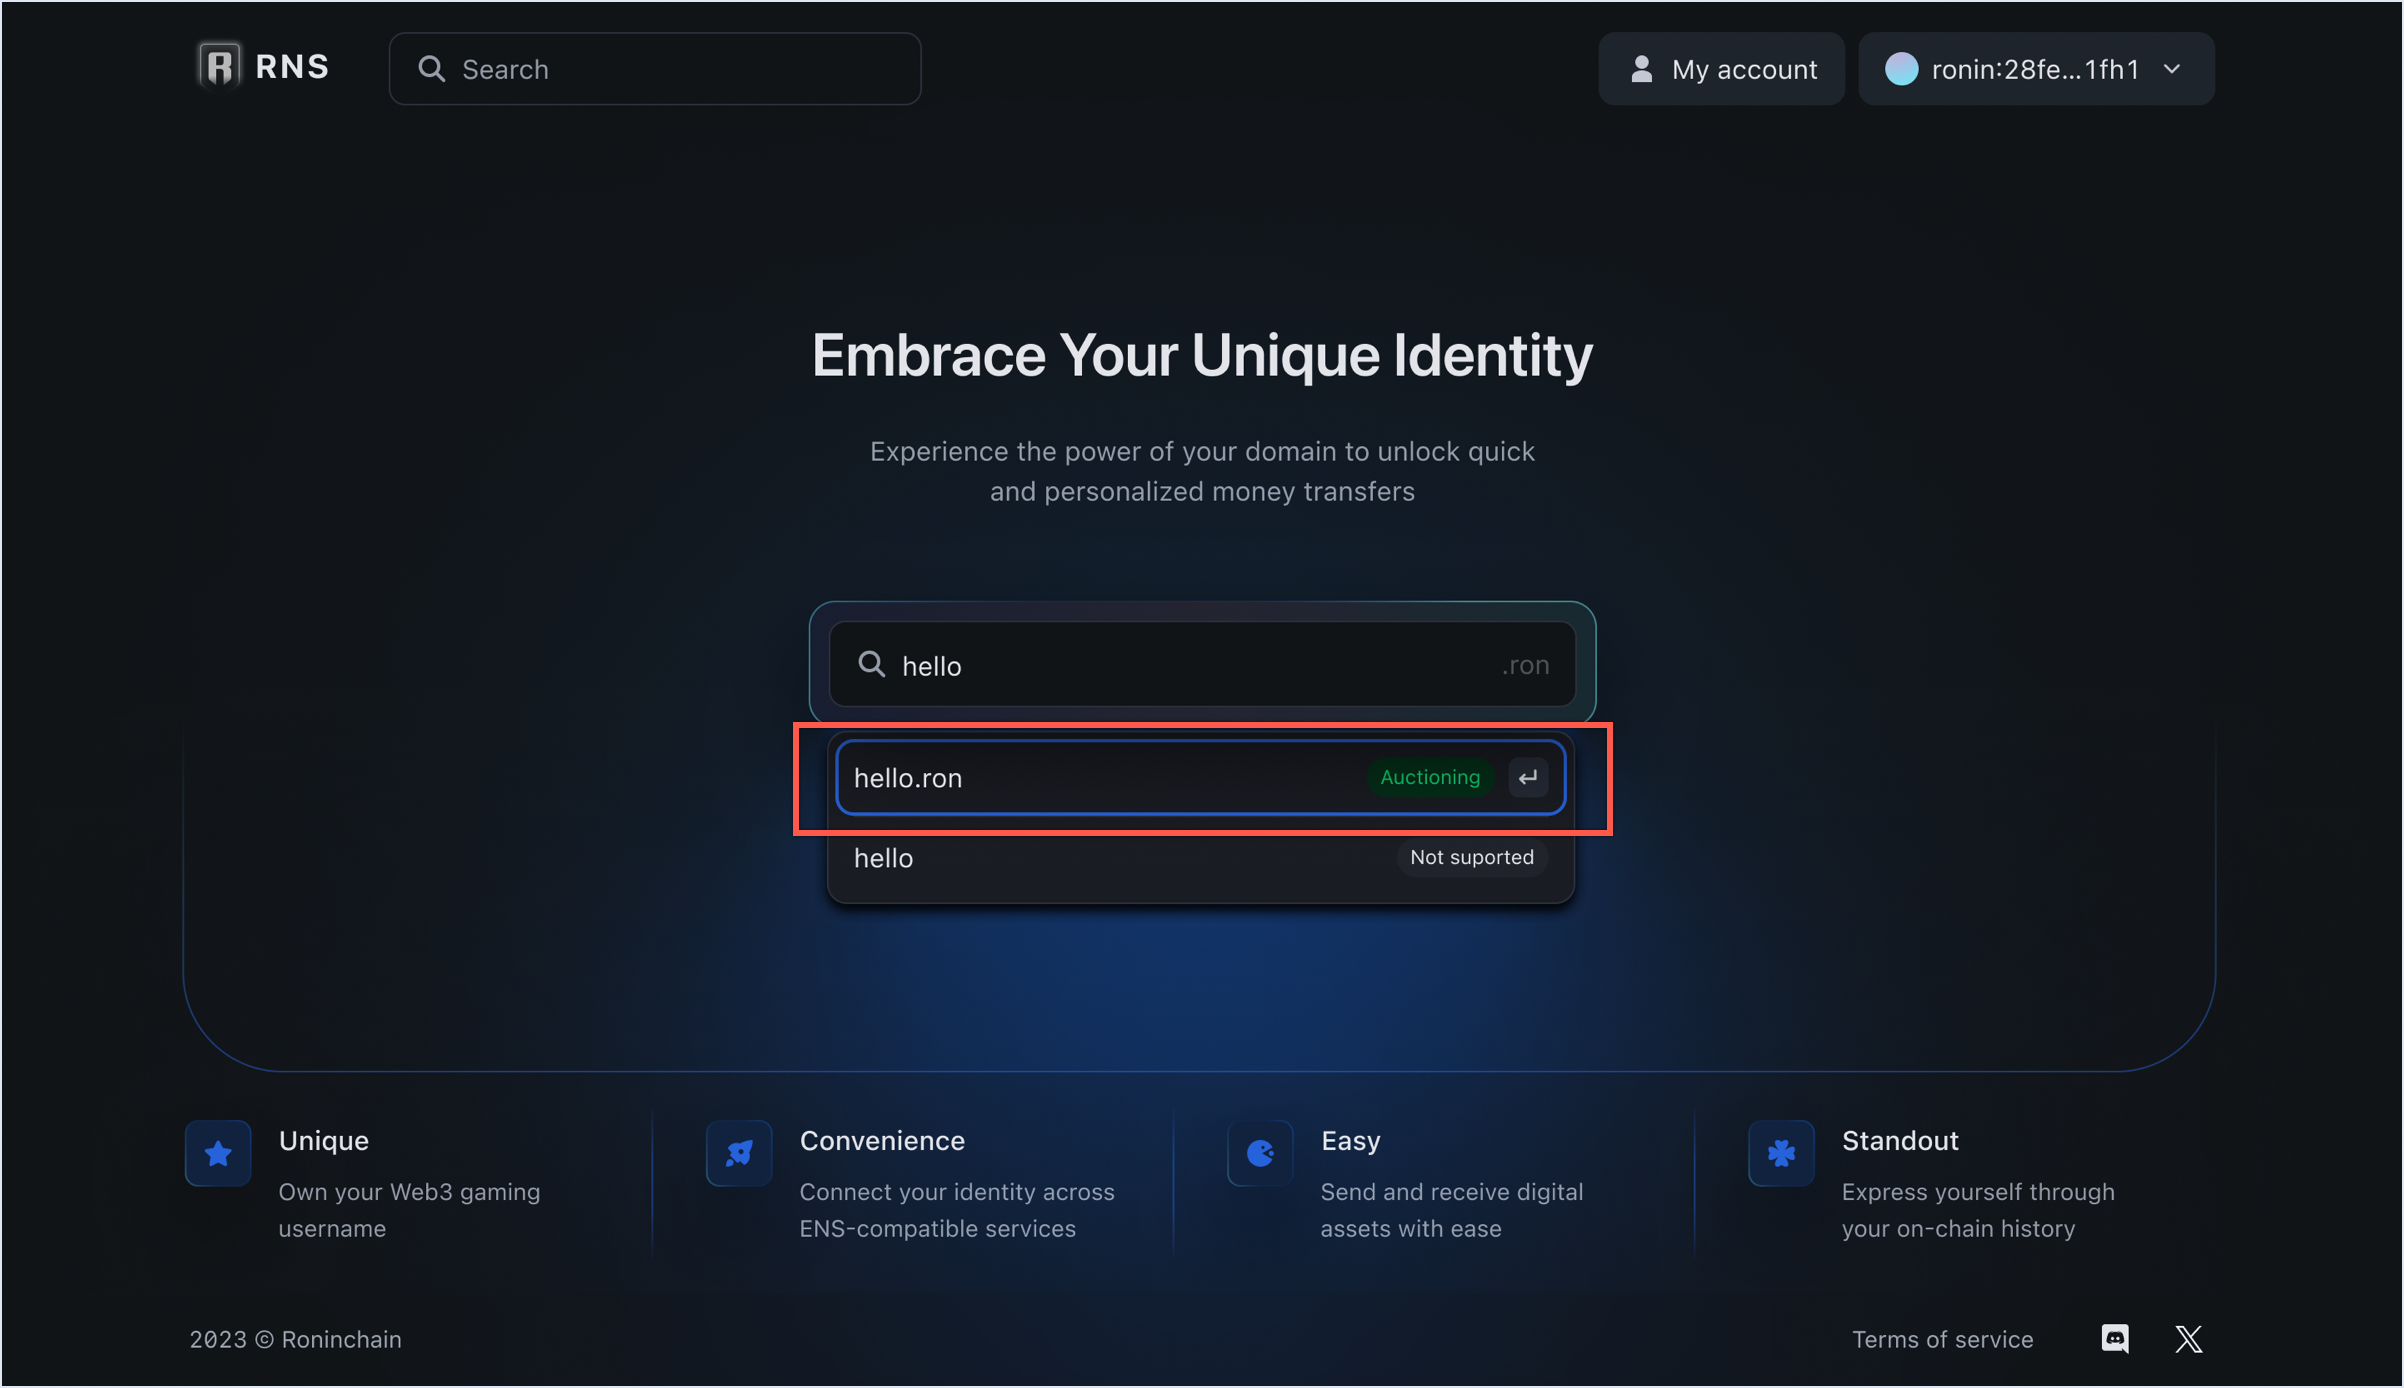 RNS
Search
My account
ronin:28fe...1fh1
Embrace Your Unique Identity
Experience the power of your domain to unlock quick
and personalized money transfers
hello
.ron
hello.ron
Auctioning
hello
Not suported
Unique
Own your Web3 gaming
username
Convenience
Connect your identity across
ENS-compatible services
Easy
Send and receive digital
assets with ease
Standout
Express yourself through
your on-chain history
2023 © Roninchain
Terms of service